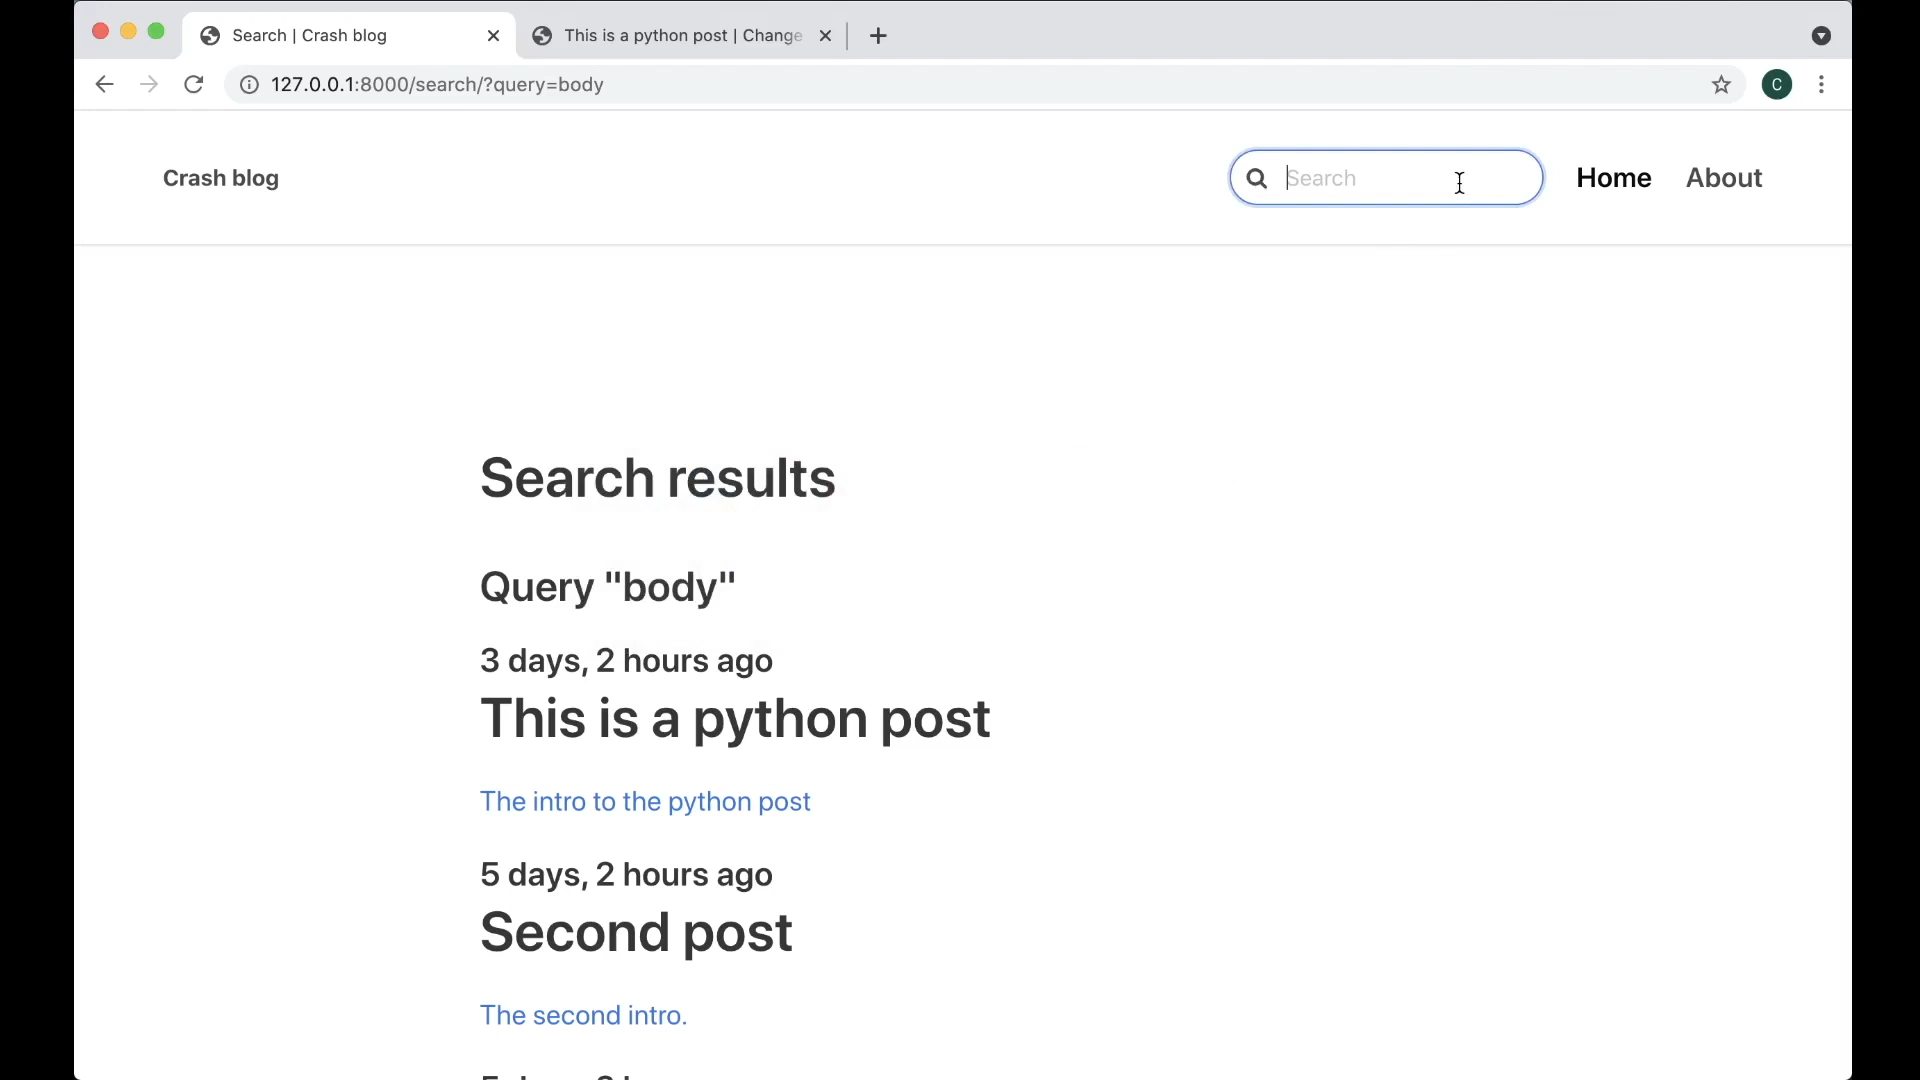 Search | Crash blog
This is a python post | Change
127.0.0.1:8000/search/?query=body
C
Crash blog
Search
Home
About
Search results
Query "body"
3 days, 2 hours ago
This is a python post
The intro to the python post
5 days, 2 hours ago
Second post
The second intro.